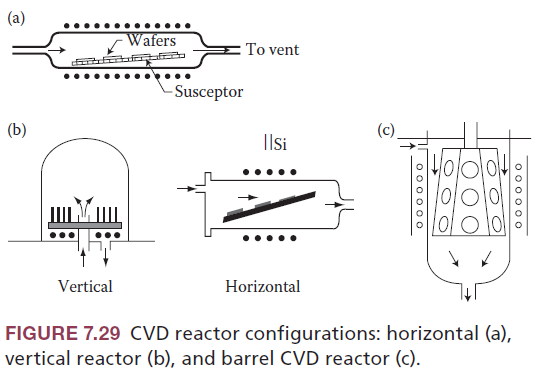 (a)
Wafers
To vent
Susceptor
(b)
||Si
(c)
Vertical
Horizontal
FIGURE 7.29 CVD reactor configurations: horizontal (a),
vertical reactor (b), and barrel CVD reactor (c).